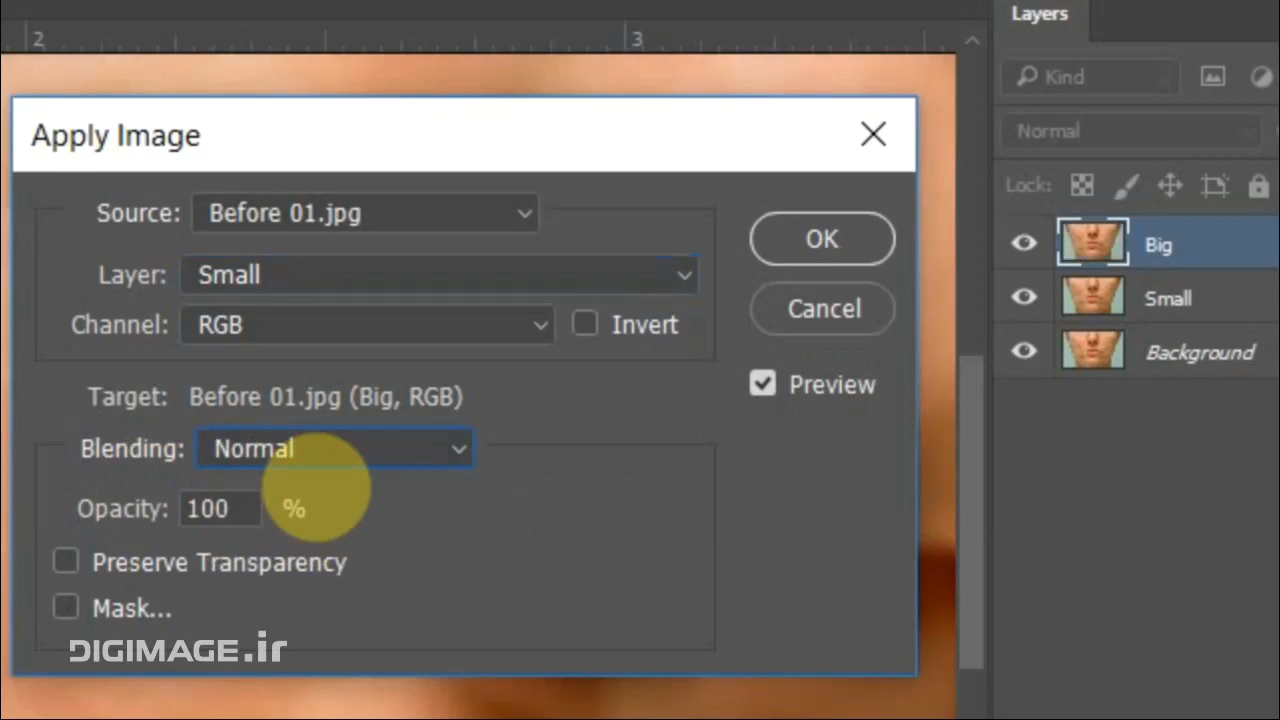 2
3
Layers
Kind
Normal
Lock:
Big
Small
Background
Apply Image
Source: Before 01.jpg
Layer: Small
Channel: RGB
Invert
Target: Before 01.jpg (Big, RGB)
Blending: Normal
Opacity: 100 %
Preserve Transparency
Mask...
OK
Cancel
Preview
DIGIMAGE.ir